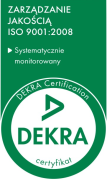 ZARZĄDZANIE
JAKOŚCIĄ
ISO 9001:2008
Systematycznie
monitorowany
DEKRA Certification
DEKRA
certyfikat